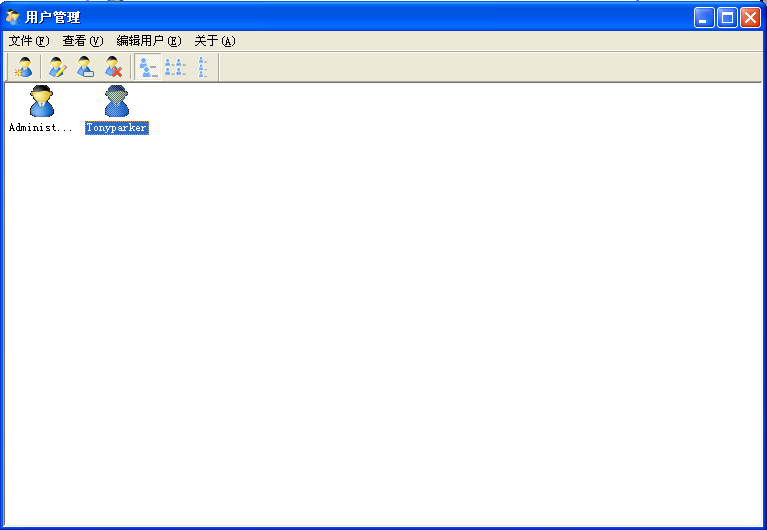 用户管理
文件(F) 查看(V) 编辑用户(E) 关于(A)
Administ... Tonyparker